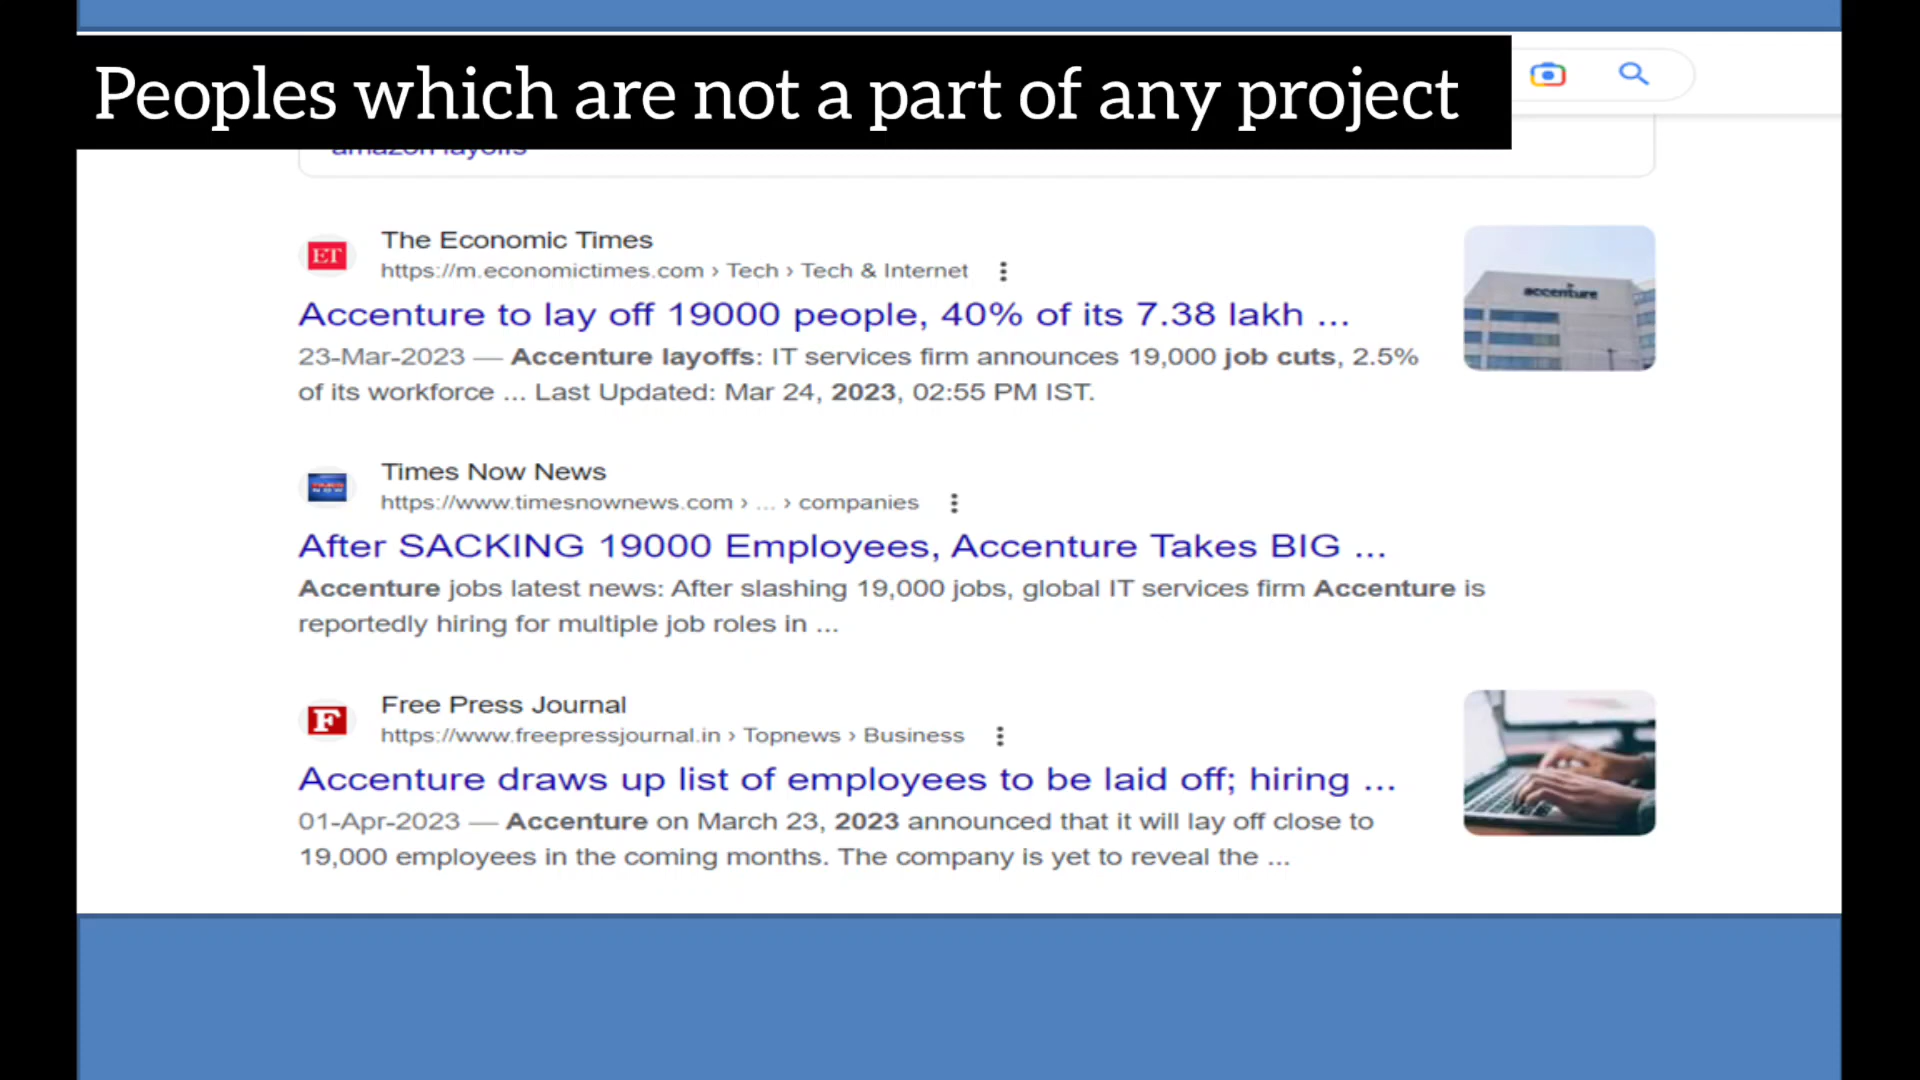 Peoples which are not a part of any project
amazon layoffs
ET
The Economic Times
https://m.economictimes.com › Tech › Tech & Internet
accenture
Accenture to lay off 19000 people, 40% of its 7.38 lakh ...
23-Mar-2023 — Accenture layoffs: IT services firm announces 19,000 job cuts, 2.5%
of its workforce ... Last Updated: Mar 24, 2023, 02:55 PM IST.
TIMES
NOW
Times Now News
https://www.timesnownews.com › ... › companies
After SACKING 19000 Employees, Accenture Takes BIG ...
Accenture jobs latest news: After slashing 19,000 jobs, global IT services firm Accenture is
reportedly hiring for multiple job roles in ...
F
Free Press Journal
https://www.freepressjournal.in › Topnews › Business
Accenture draws up list of employees to be laid off; hiring ...
01-Apr-2023 — Accenture on March 23, 2023 announced that it will lay off close to
19,000 employees in the coming months. The company is yet to reveal the ...